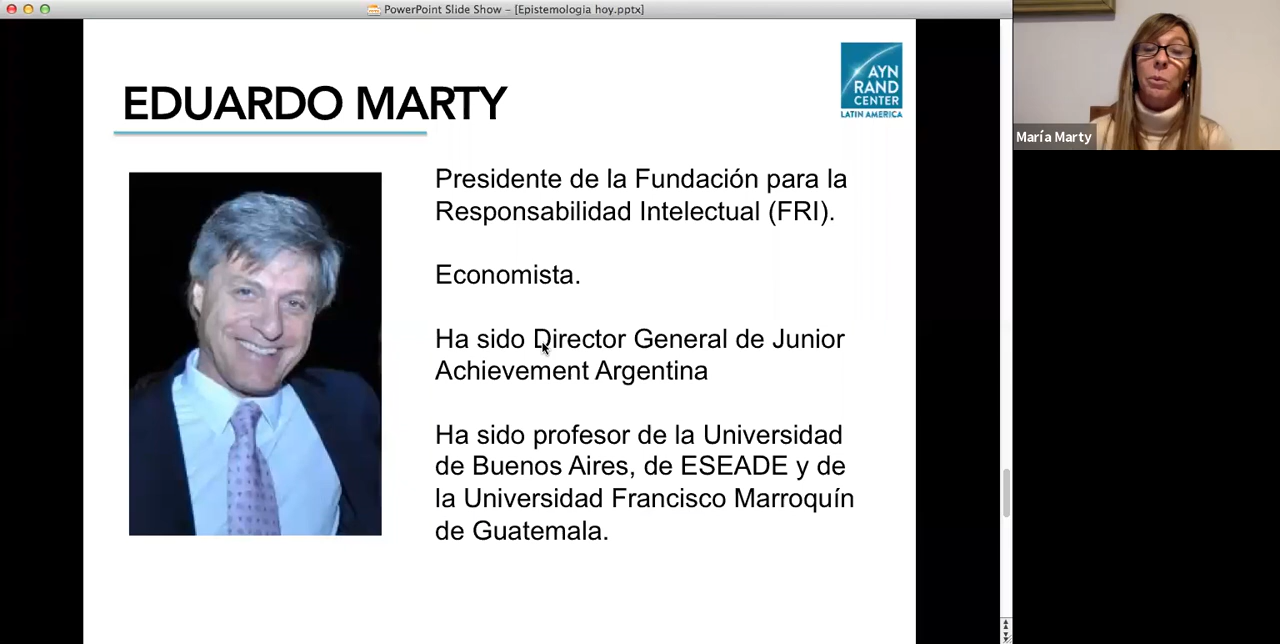 PowerPoint Slide Show – [Epistemologia hoy.pptx]
EDUARDO MARTY
AYN
RAND
CENTER
LATIN AMERICA
María Marty
Presidente de la Fundación para la
Responsabilidad Intelectual (FRI).
Economista.
Ha sido Director General de Junior
Achievement Argentina
Ha sido profesor de la Universidad
de Buenos Aires, de ESEADE y de
la Universidad Francisco Marroquín
de Guatemala.